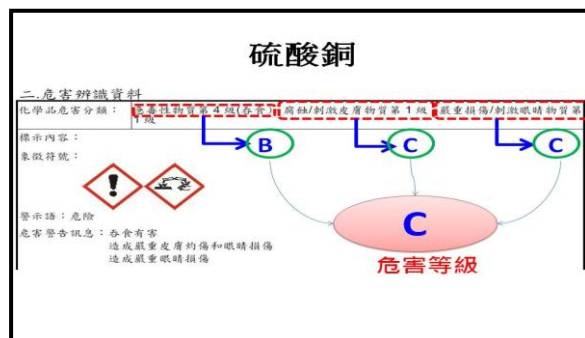 硫酸銅
二.危害辨識資料
化學品危害分類：
急毒性物質第4級(吞食)
腐蝕/刺激皮膚物質第1級
嚴重損傷/刺激眼睛物質第
1級
標示內容：
象徵符號：
B
C
C
C
危害等級
警示語：危險
危害警告訊息：吞食有害
造成嚴重皮膚灼傷和眼睛損傷
造成嚴重眼睛損傷